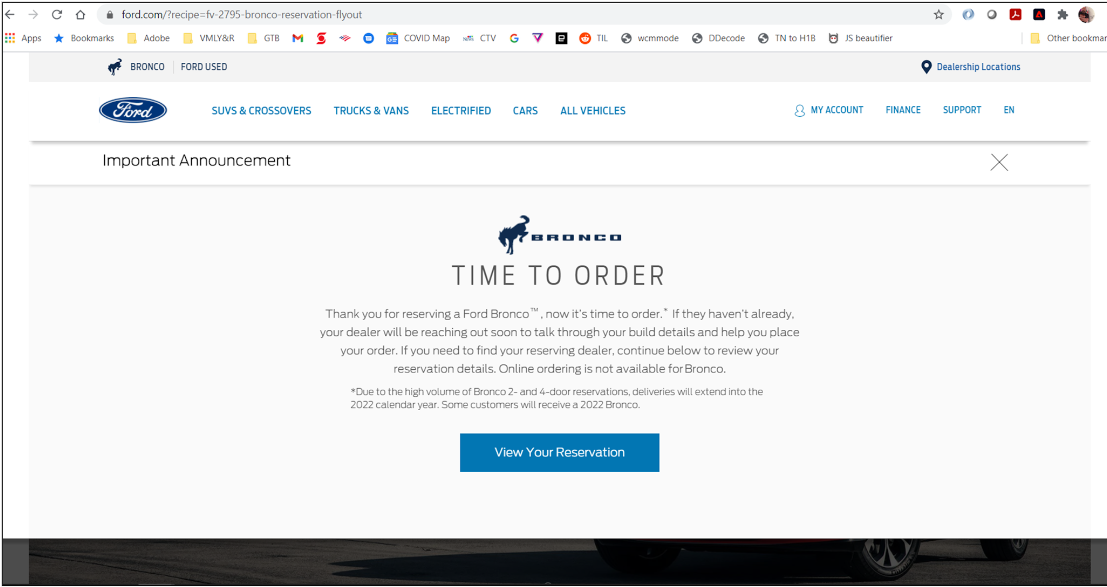 ford.com/?recipe=fv-2795-bronco-reservation-flyout
Apps Bookmarks Adobe VMLY&R GTB COVID Map CTV TIL wcmmode DDecode TN to H18 JS beautifier Other bookmar
BRONCO FORD USED Dealership Locations
Ford SUVS & CROSSOVERS TRUCKS & VANS ELECTRIFIED CARS ALL VEHICLES MY ACCOUNT FINANCE SUPPORT EN
Important Announcement
BRONCO
TIME TO ORDER
Thank you for reserving a Ford Bronco™, now it's time to order.* If they haven't already,
your dealer will be reaching out soon to talk through your build details and help you place
your order. If you need to find your reserving dealer, continue below to review your
reservation details. Online ordering is not available for Bronco.
*Due to the high volume of Bronco 2- and 4-door reservations, deliveries will extend into the
2022 calendar year. Some customers will receive a 2022 Bronco.
View Your Reservation